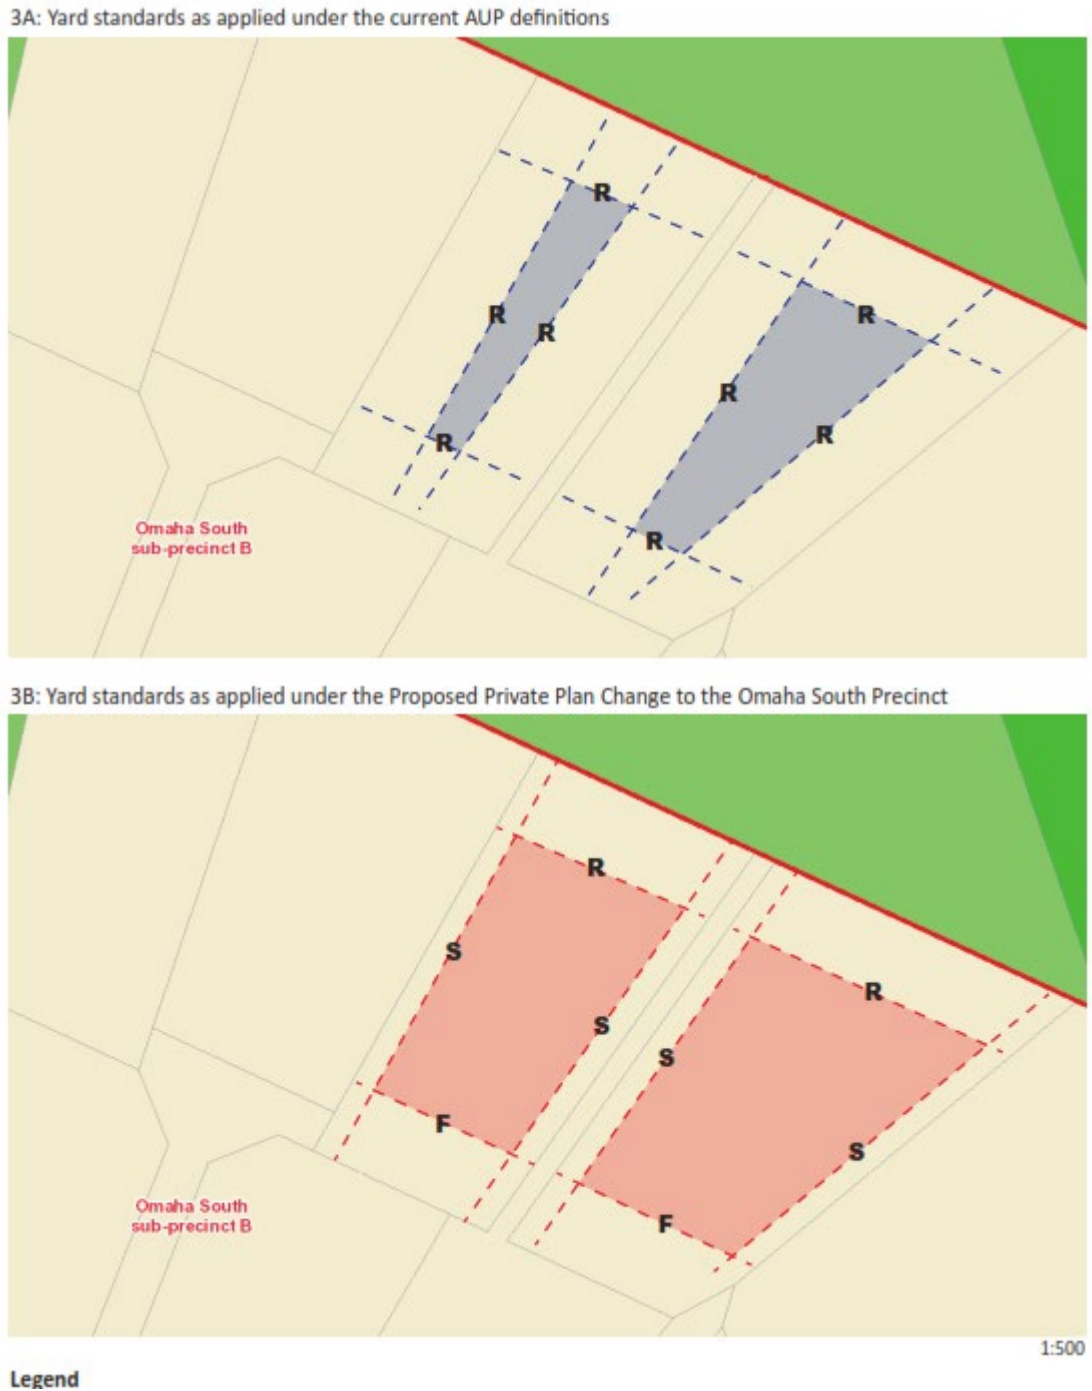 3A: Yard standards as applied under the current AUP definitions
R
R
R
R
R
R
R
R
Omaha South
sub-precinct B
3B: Yard standards as applied under the Proposed Private Plan Change to the Omaha South Precinct
R
S
R
S
S
F
S
F
Omaha South
sub-precinct B
1:500
Legend